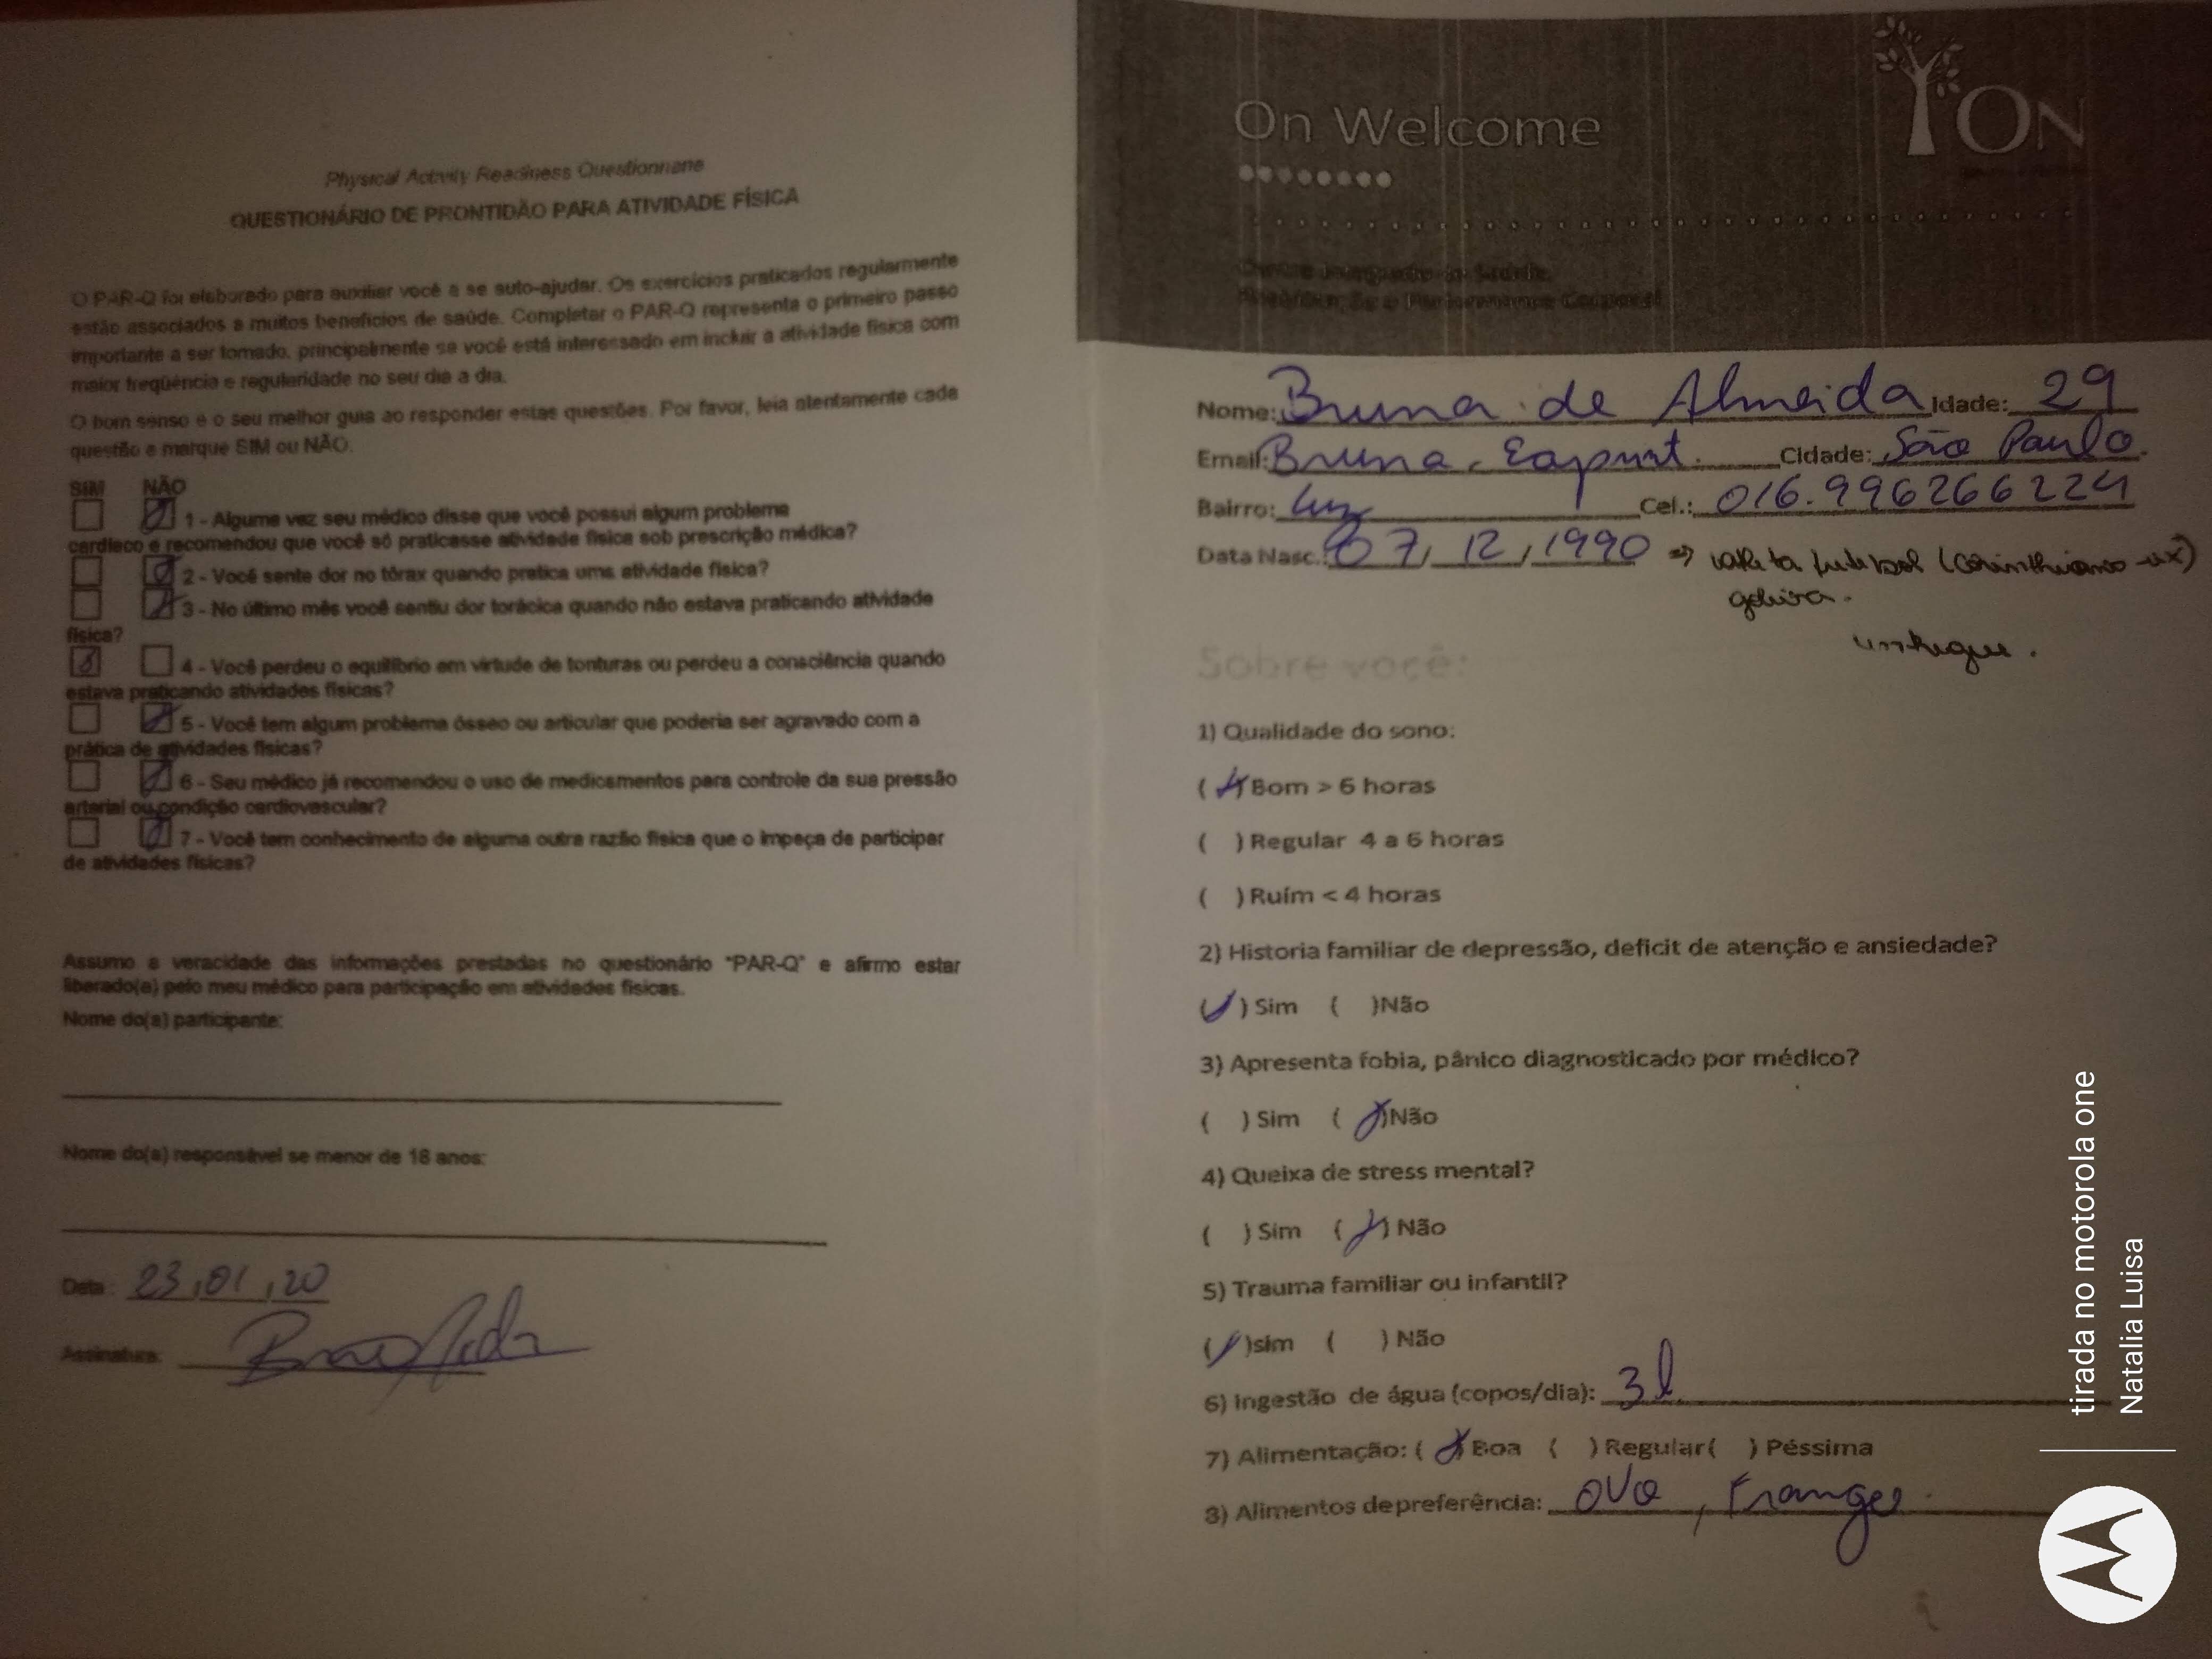 Physical Activity Readiness Questionnaire
QUESTIONÁRIO DE PRONTIDÃO PARA ATIVIDADE FÍSICA
O PAR-Q foi elaborado para auxiliar você a se auto-ajudar. Os exercícios praticados regularmente
estão associados a muitos benefícios de saúde. Completar o PAR-Q representa o primeiro passo
importante a ser tomado, principalmente se você está interessado em incluir a atividade física com
maior freqüência e regularidade no seu dia a dia.
O bom senso é o seu melhor guia ao responder estas questões. Por favor, leia atentamente cada
questão e marque SIM ou NÃO.
SIM NÃO
1 - Alguma vez seu médico disse que você possui algum problema
cardíaco e recomendou que você só praticasse atividade física sob prescrição médica?
2 - Você sente dor no tórax quando pratica uma atividade física?
3 - No último mês você sentiu dor torácica quando não estava praticando atividade
física?
4 - Você perdeu o equilíbrio em virtude de tonturas ou perdeu a consciência quando
estava praticando atividades físicas?
5 - Você tem algum problema ósseo ou articular que poderia ser agravado com a
prática de atividades físicas?
6 - Seu médico já recomendou o uso de medicamentos para controle da sua pressão
arterial ou condição cardiovascular?
7 - Você tem conhecimento de alguma outra razão física que o impeça de participar
de atividades físicas?
Assumo a veracidade das informações prestadas no questionário "PAR-Q" e afirmo estar
liberado(a) pelo meu médico para participação em atividades físicas.
Nome do(a) participante:
Nome do(a) responsável se menor de 18 anos:
Data: 23,01,20
Assinatura:
On Welcome
ON
Nome: Bruna de Almeida Idade: 29
Email: Bruna. Cidade: São Paulo.
Bairro: Luz Cel.: 016.996266224
Data Nasc.: 07, 12, 1990
Sobre você:
1) Qualidade do sono:
( ) Bom > 6 horas
( ) Regular 4 a 6 horas
( ) Ruím < 4 horas
2) Historia familiar de depressão, deficit de atenção e ansiedade?
( ) Sim ( )Não
3) Apresenta fobia, pânico diagnosticado por médico?
( ) Sim ( )Não
4) Queixa de stress mental?
( ) Sim ( ) Não
5) Trauma familiar ou infantil?
( )sim ( ) Não
6) Ingestão de água (copos/dia): 3l
7) Alimentação: ( ) Boa ( ) Regular( ) Péssima
8) Alimentos de preferência: OVO, Frango.
tirada no motorola one
Natalia Luisa